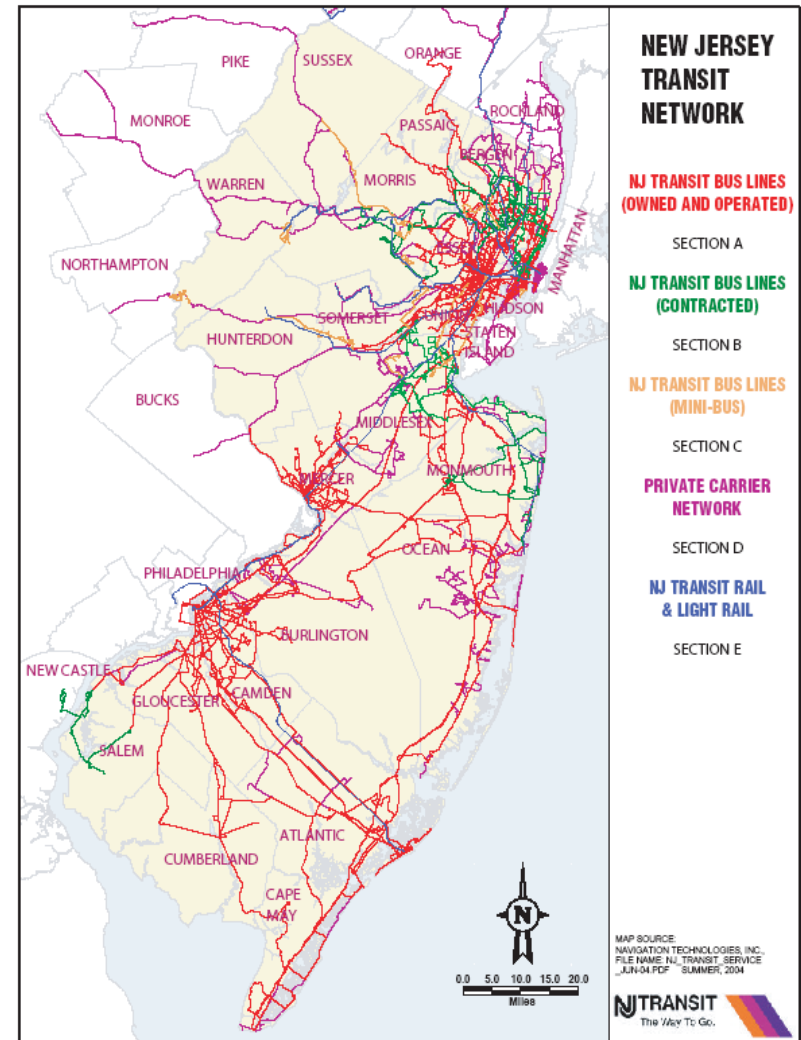 NEW JERSEY
TRANSIT
NETWORK
NJ TRANSIT BUS LINES
(OWNED AND OPERATED)
SECTION A
NJ TRANSIT BUS LINES
(CONTRACTED)
SECTION B
NJ TRANSIT BUS LINES
(MINI-BUS)
SECTION C
PRIVATE CARRIER
NETWORK
SECTION D
NJ TRANSIT RAIL
& LIGHT RAIL
SECTION E
ORANGE
PIKE
SUSSEX
ROCKLAND
MONROE
PASSAIC
BERGEN
WARREN
MORRIS
ESSEX
MANHATTAN
NORTHAMPTON
HUDSON
SOMERSET
UNION
STATEN
ISLAND
HUNTERDON
BUCKS
MIDDLESEX
MERCER
MONMOUTH
OCEAN
PHILADELPHIA
BURLINGTON
NEW CASTLE
GLOUCESTER
CAMDEN
SALEM
ATLANTIC
CUMBERLAND
CAPE
MAY
N
0.0 5.0 10.0 15.0 20.0
Miles
MAP SOURCE:
NAVIGATION TECHNOLOGIES, INC.,
FILE NAME: NJ_TRANSIT_SERVICE
_JUN-04.PDF SUMMER, 2004
NJ TRANSIT
The Way To Go.